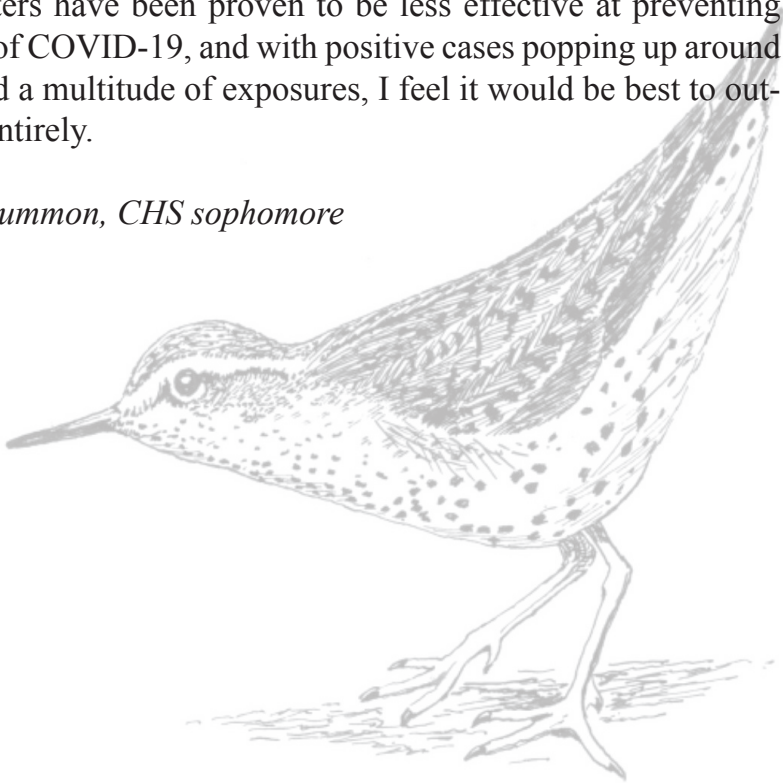 ters have been proven to be less effective at preventing
of COVID-19, and with positive cases popping up around
d a multitude of exposures, I feel it would be best to out-
ntirely.
ummon, CHS sophomore